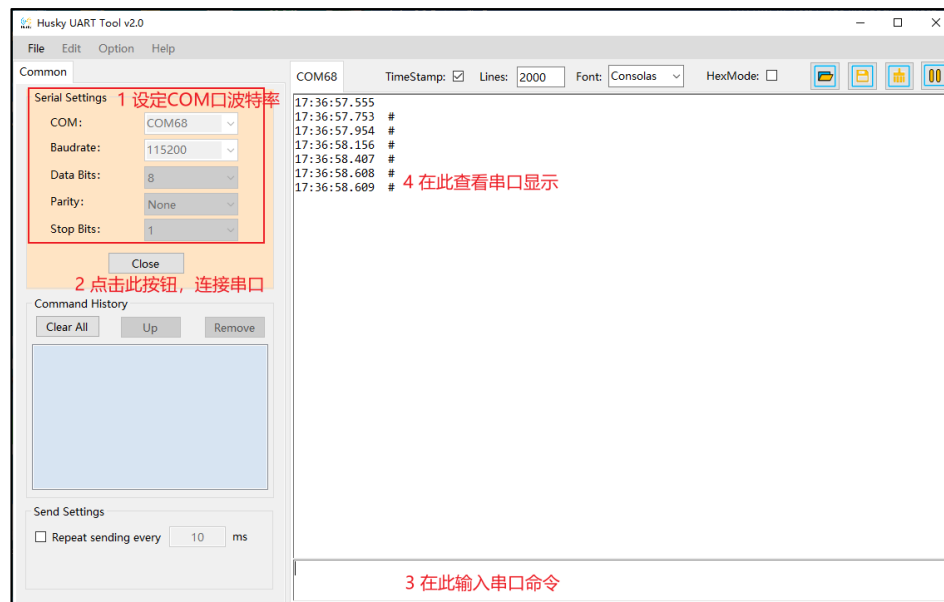 Husky UART Tool v2.0
File Edit Option Help
Common
Serial Settings
1 设定COM口波特率
COM: COM68
Baudrate: 115200
Data Bits: 8
Parity: None
Stop Bits: 1
Close
2 点击此按钮，连接串口
Command History
Clear All Up Remove
Send Settings
Repeat sending every 10 ms
COM68 TimeStamp: Lines: 2000 Font: Consolas HexMode:
17:36:57.555
17:36:57.753 #
17:36:57.954 #
17:36:58.156 #
17:36:58.407 #
17:36:58.608 #
17:36:58.609 #
4 在此查看串口显示
3 在此输入串口命令